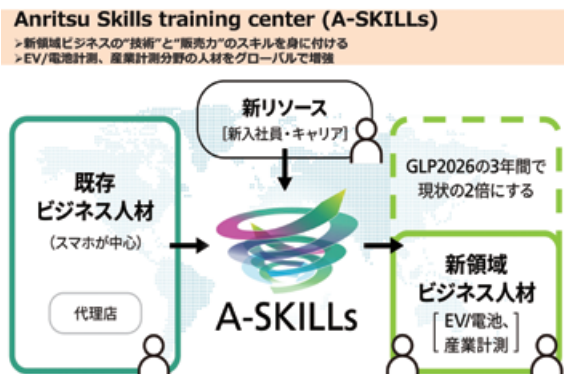 Anritsu Skills training center (A-SKILLs)
➢新領域ビジネスの"技術"と"販売力"のスキルを身に付ける
➢EV/電池計測、産業計測分野の人材をグローバルで増強
新リソース
[新入社員・キャリア]
既存
ビジネス人材
(スマホが中心)
代理店
A-SKILLs
GLP2026の3年間で
現状の2倍にする
新領域
ビジネス人材
[EV/電池、
産業計測]